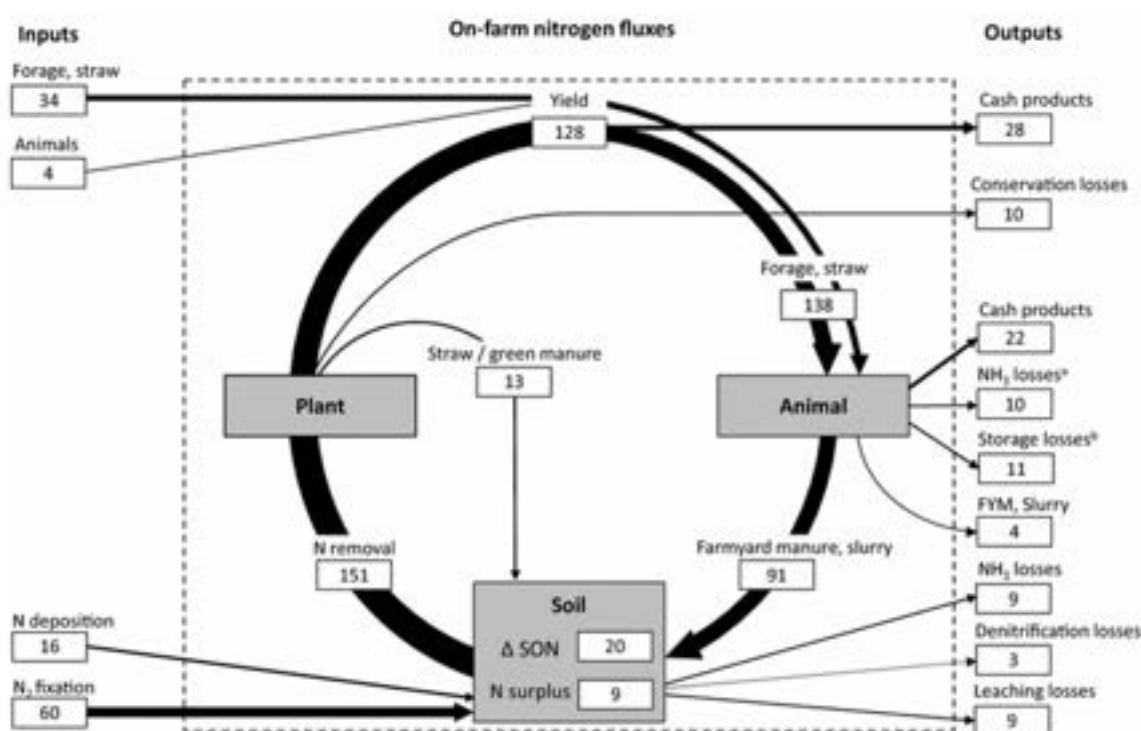 On-farm nitrogen fluxes
Inputs
Outputs
Forage, straw
34
Animals
4
N deposition
16
N₂ fixation
60
Yield
128
Forage, straw
138
Straw / green manure
13
Plant
Animal
N removal
151
Farmyard manure, slurry
91
Soil
Δ SON
20
N surplus
9
Cash products
28
Conservation losses
10
Cash products
22
NH₃ lossesᵃ
10
Storage lossesᵇ
11
FYM, Slurry
4
NH₃ losses
9
Denitrification losses
3
Leaching losses
9